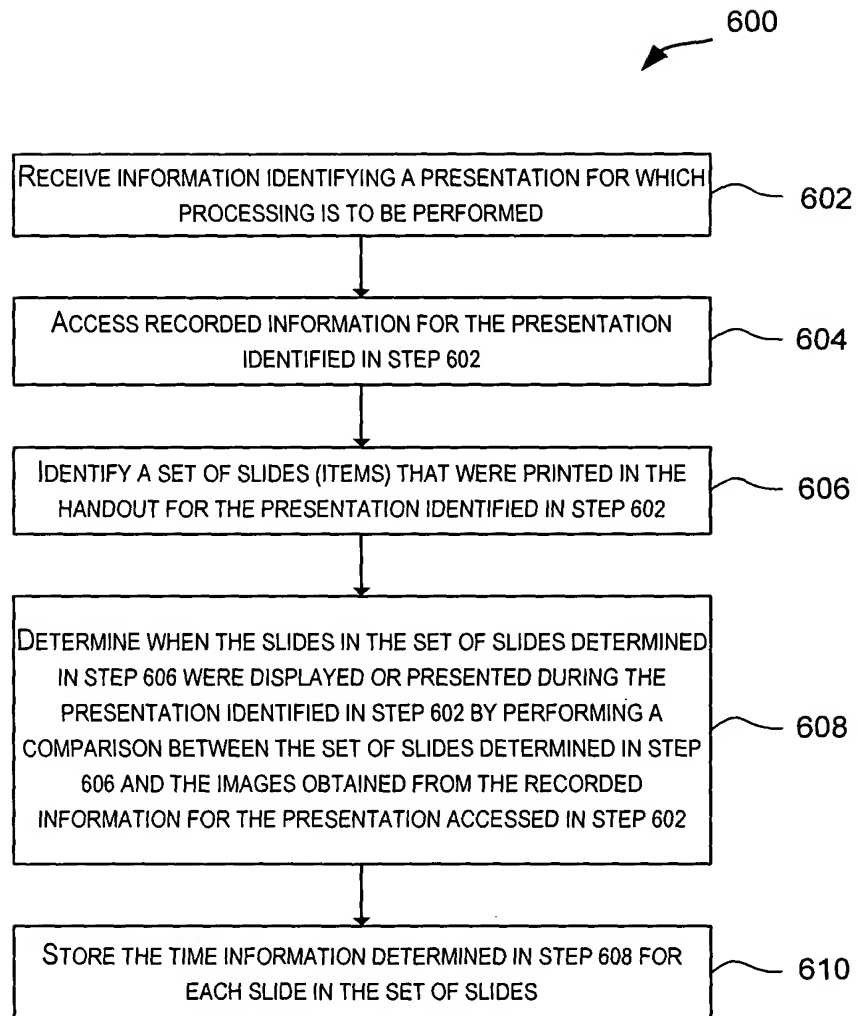 600
RECEIVE INFORMATION IDENTIFYING A PRESENTATION FOR WHICH
PROCESSING IS TO BE PERFORMED
602
ACCESS RECORDED INFORMATION FOR THE PRESENTATION
IDENTIFIED IN STEP 602
604
IDENTIFY A SET OF SLIDES (ITEMS) THAT WERE PRINTED IN THE
HANDOUT FOR THE PRESENTATION IDENTIFIED IN STEP 602
606
DETERMINE WHEN THE SLIDES IN THE SET OF SLIDES DETERMINED
IN STEP 606 WERE DISPLAYED OR PRESENTED DURING THE
PRESENTATION IDENTIFIED IN STEP 602 BY PERFORMING A
COMPARISON BETWEEN THE SET OF SLIDES DETERMINED IN STEP
606 AND THE IMAGES OBTAINED FROM THE RECORDED
INFORMATION FOR THE PRESENTATION ACCESSED IN STEP 602
608
STORE THE TIME INFORMATION DETERMINED IN STEP 608 FOR
EACH SLIDE IN THE SET OF SLIDES
610